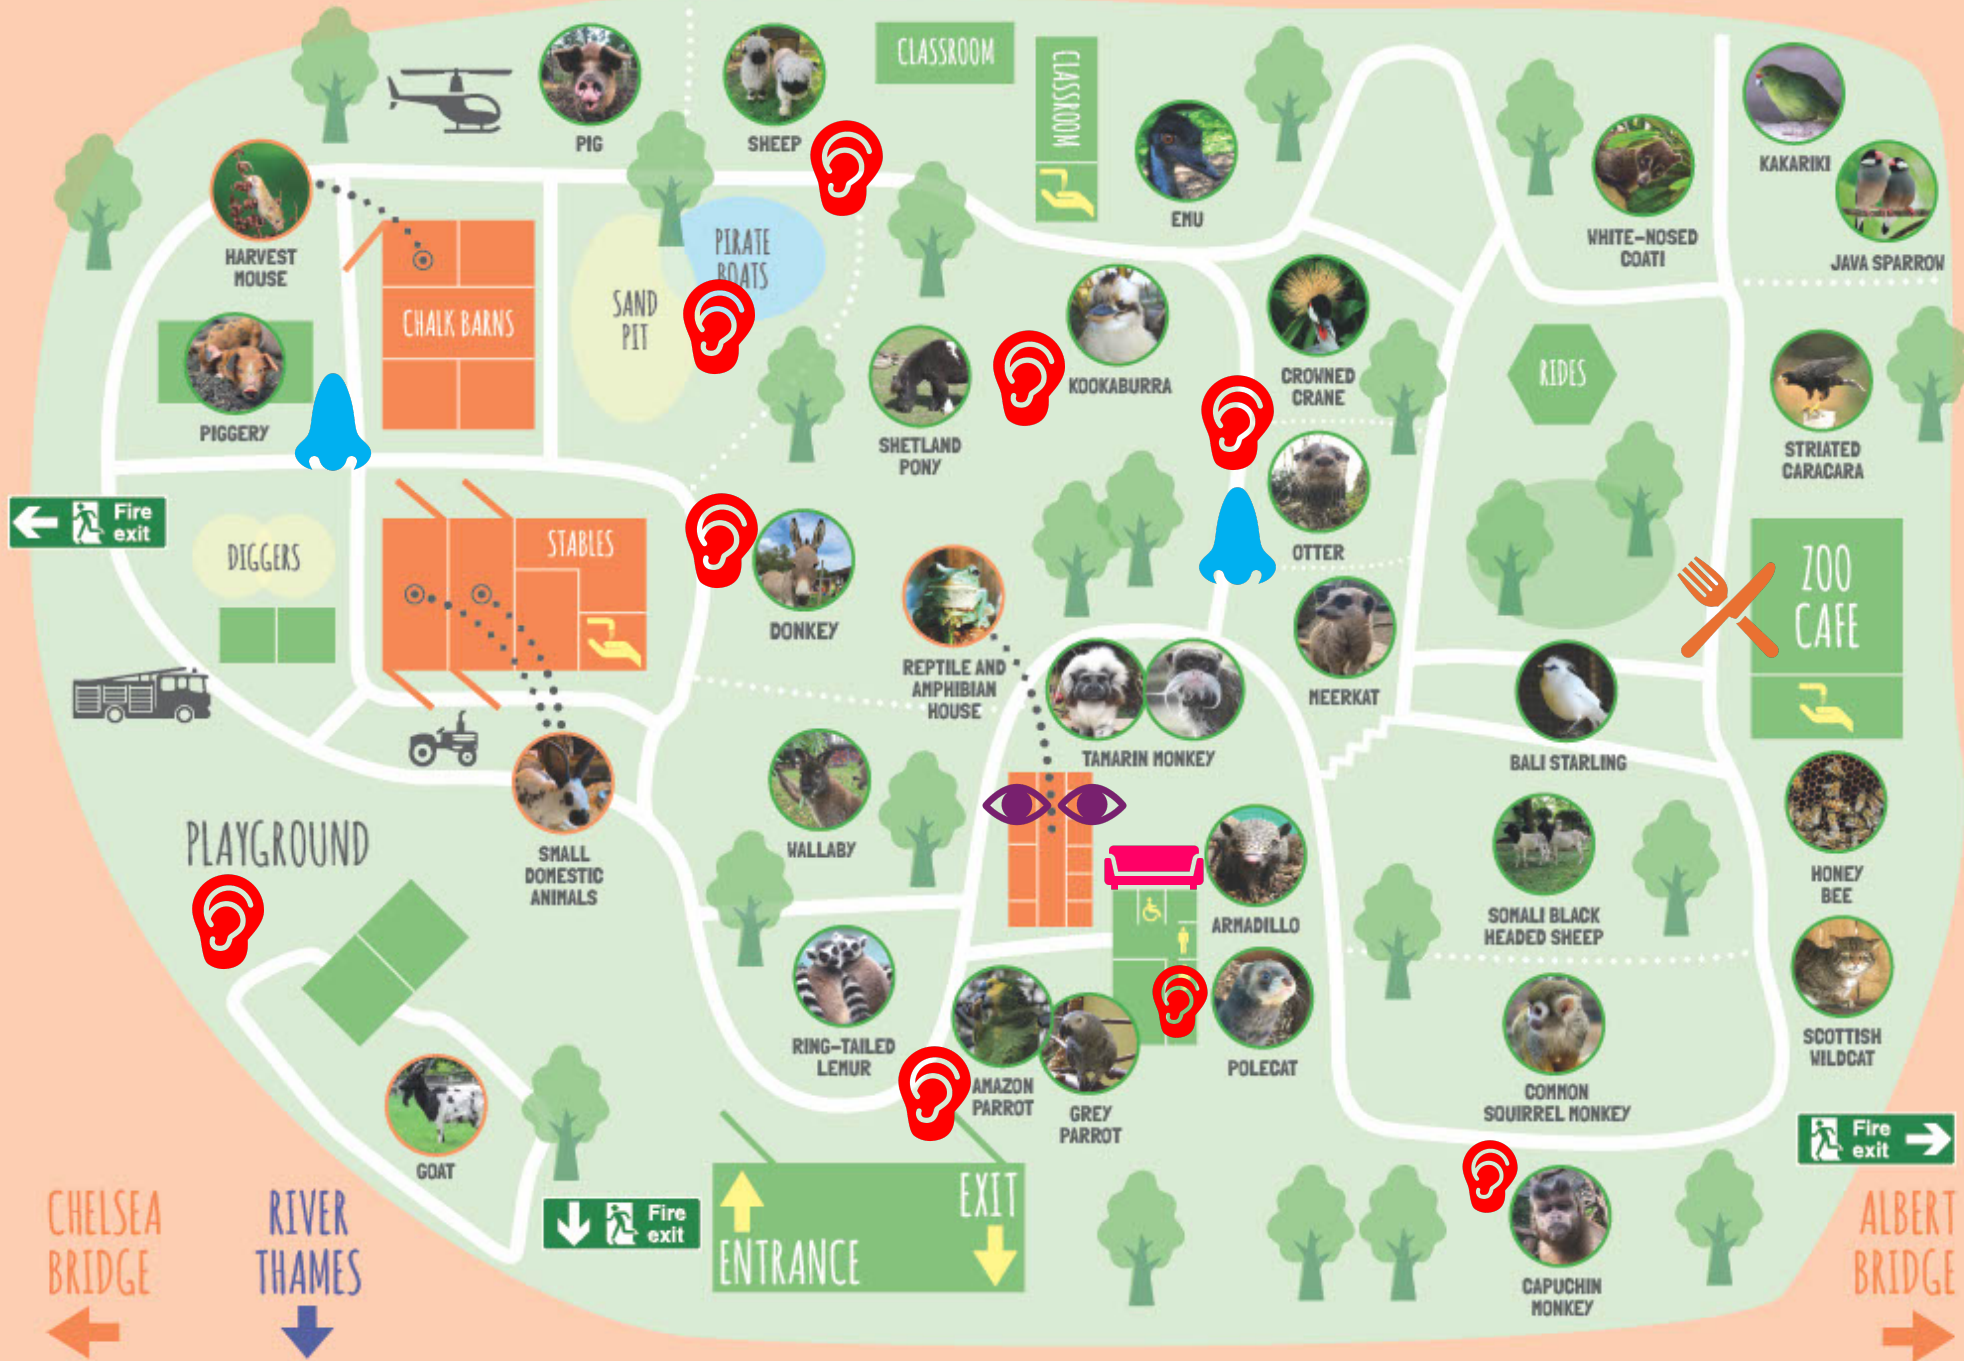 CLASSROOM
CLASSROOM
PIG
SHEEP
EMU
KAKARIKI
JAVA SPARROW
WHITE-NOSED
COATI
HARVEST
MOUSE
PIRATE
BOATS
SAND
PIT
CHALK BARNS
KOOKABURRA
CROWNED
CRANE
RIDES
PIGGERY
SHETLAND
PONY
STRIATED
CARACARA
Fire
exit
DIGGERS
STABLES
OTTER
ZOO
CAFE
DONKEY
REPTILE AND
AMPHIBIAN
HOUSE
MEERKAT
TAMARIN MONKEY
BALI STARLING
PLAYGROUND
SMALL
DOMESTIC
ANIMALS
WALLABY
ARMADILLO
SOMALI BLACK
HEADED SHEEP
HONEY
BEE
RING-TAILED
LEMUR
AMAZON
PARROT
GREY
PARROT
POLECAT
COMMON
SQUIRREL MONKEY
SCOTTISH
WILDCAT
GOAT
Fire
exit
Fire
exit
CHELSEA
BRIDGE
RIVER
THAMES
ENTRANCE
EXIT
CAPUCHIN
MONKEY
ALBERT
BRIDGE